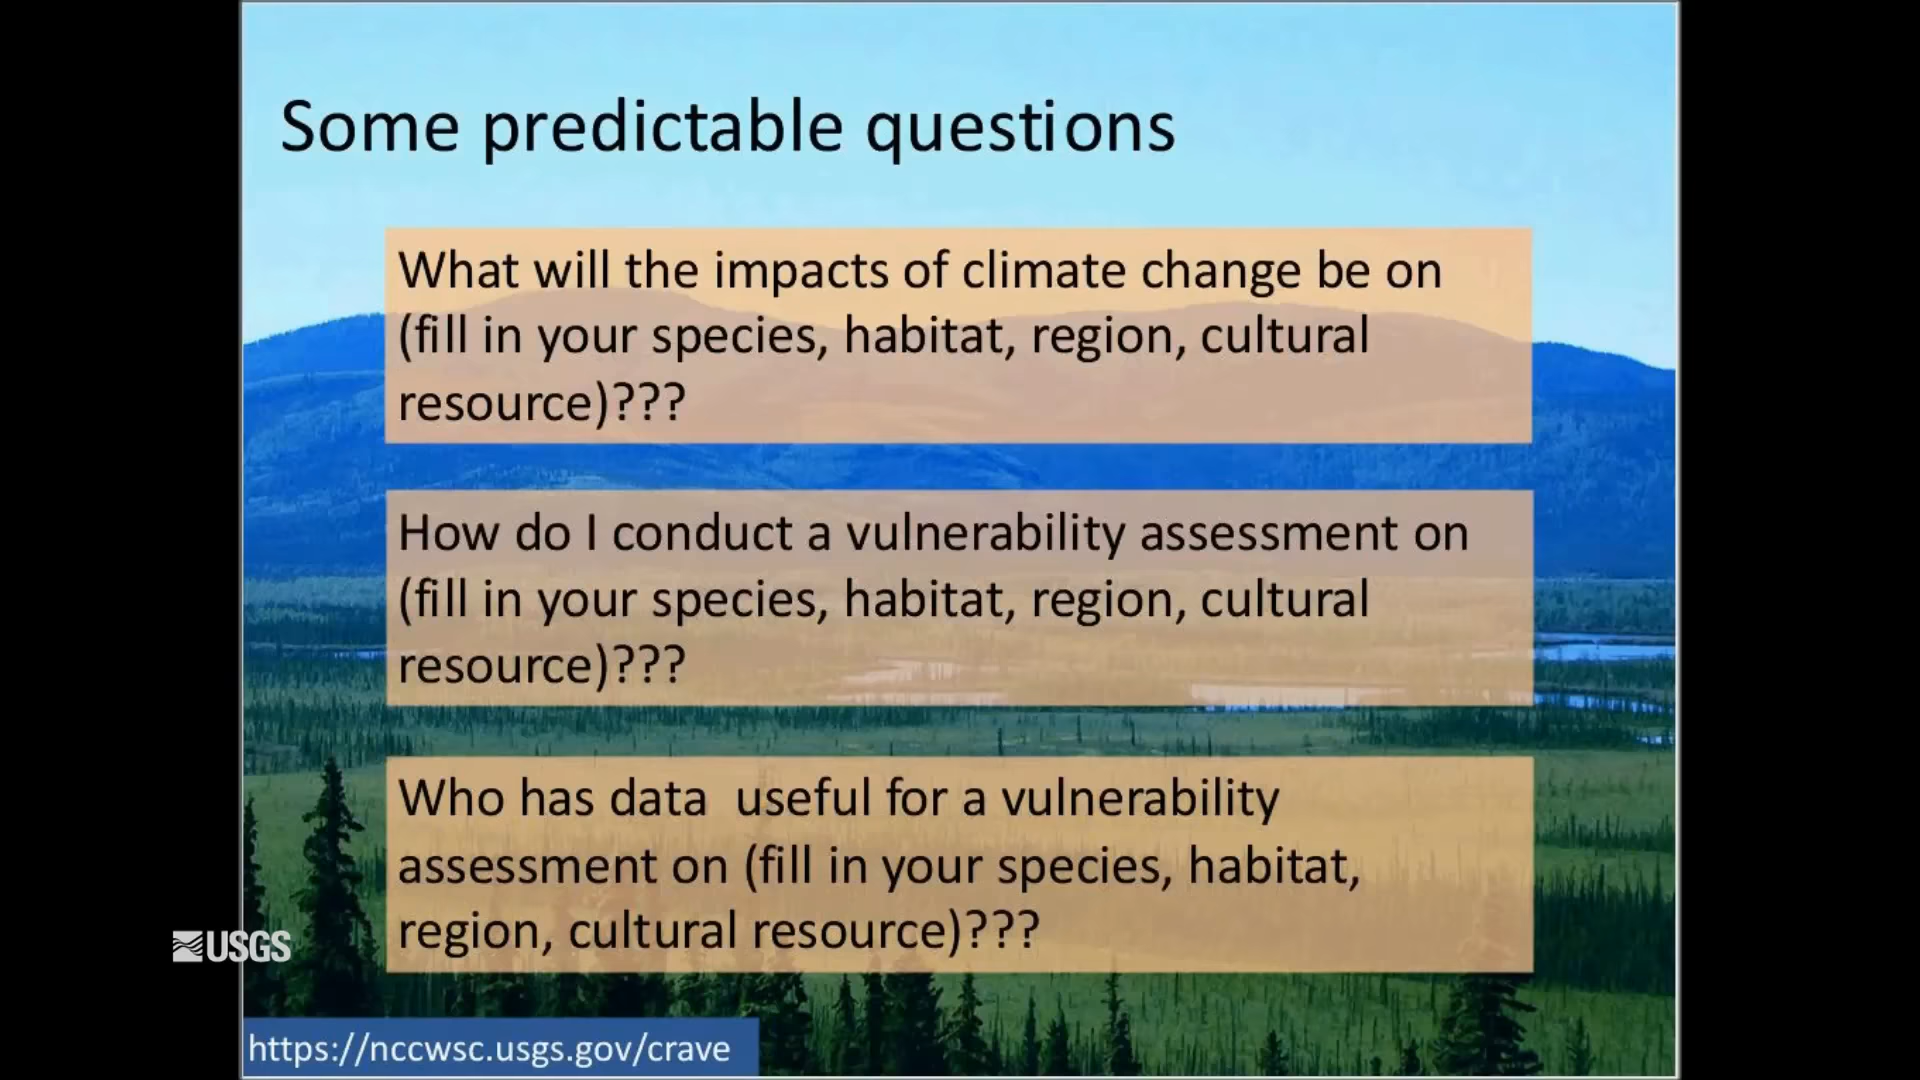 Some predictable questions
What will the impacts of climate change be on
(fill in your species, habitat, region, cultural
resource)???
How do I conduct a vulnerability assessment on
(fill in your species, habitat, region, cultural
resource)???
Who has data  useful for a vulnerability
assessment on (fill in your species, habitat,
region, cultural resource)???
USGS
https://nccwsc.usgs.gov/crave